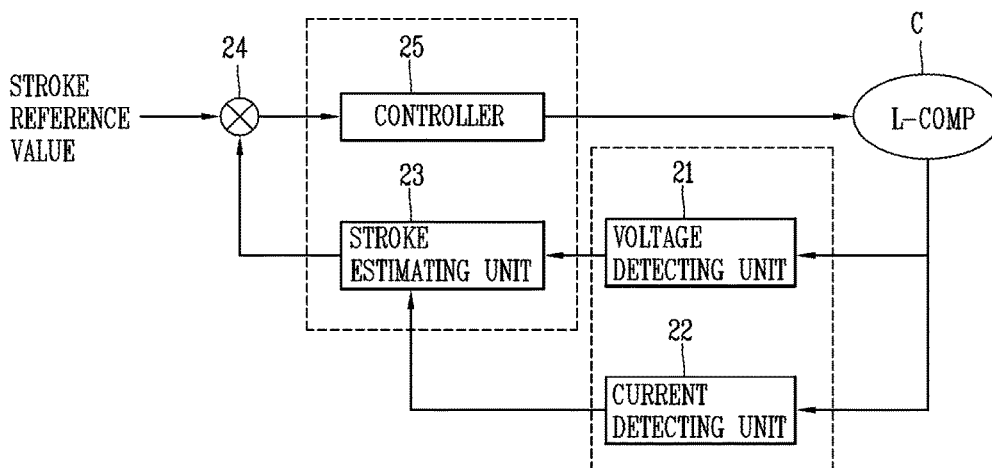 24
25
C
STROKE
REFERENCE
VALUE
CONTROLLER
L-COMP
23
21
STROKE
ESTIMATING UNIT
VOLTAGE
DETECTING UNIT
22
CURRENT
DETECTING UNIT